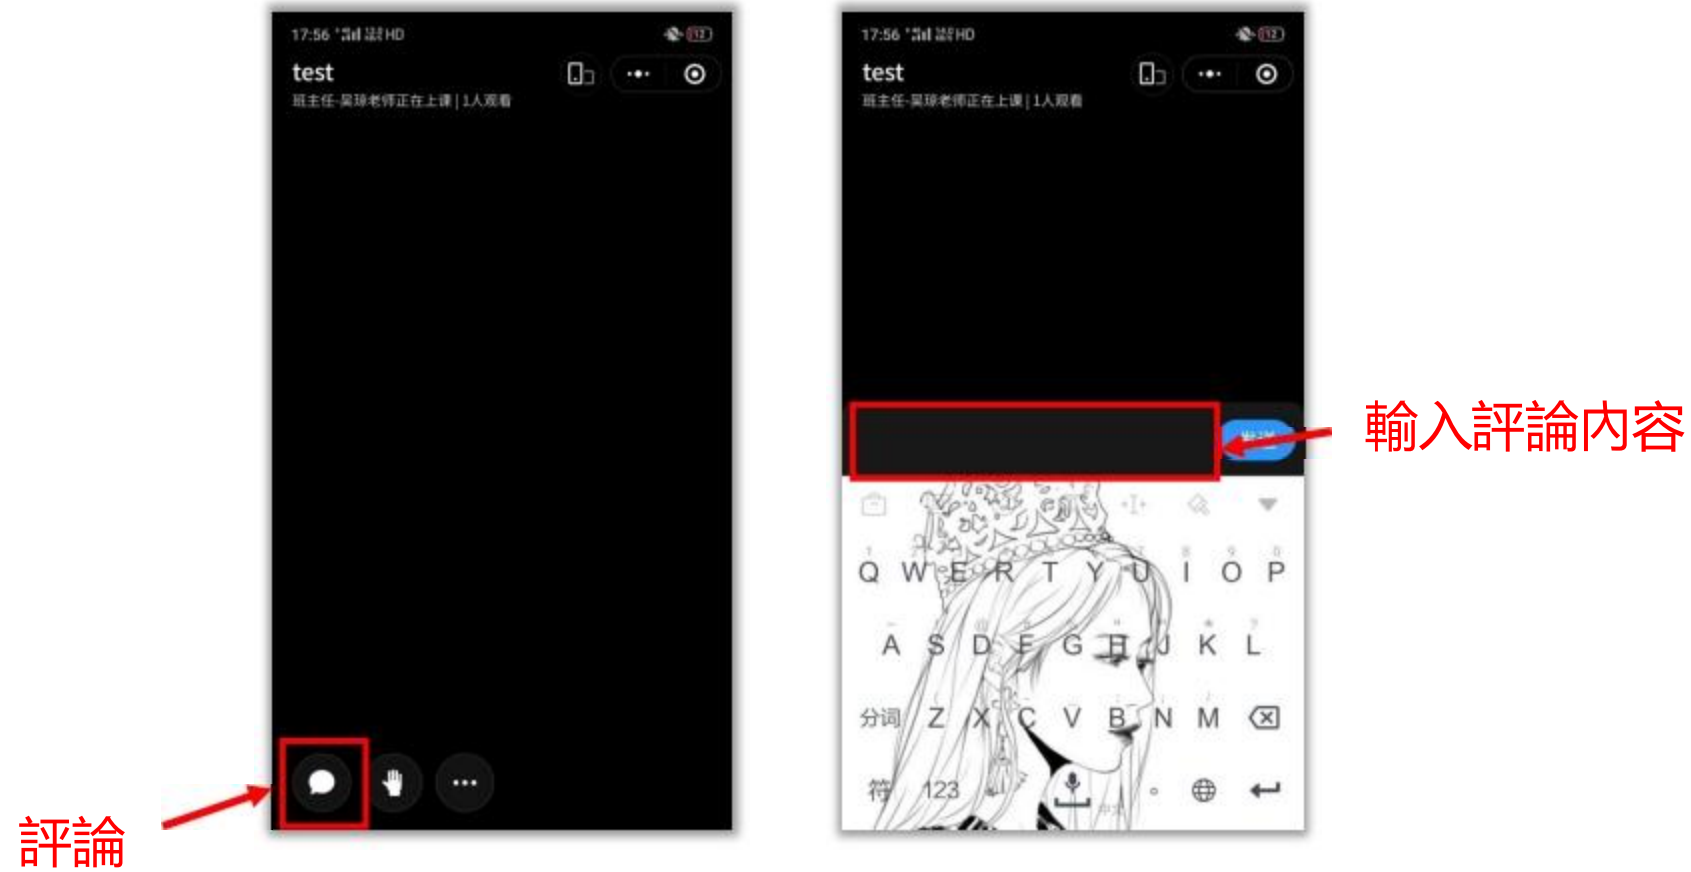 17:56 HD
test
班主任-吴琼老师正在上课 | 1人观看
評論
17:56 HD
test
班主任-吴琼老师正在上课 | 1人观看
輸入評論內容
Q W E R T Y U I O P
A S D F G H J K L
分词 Z X C V B N M
符 123